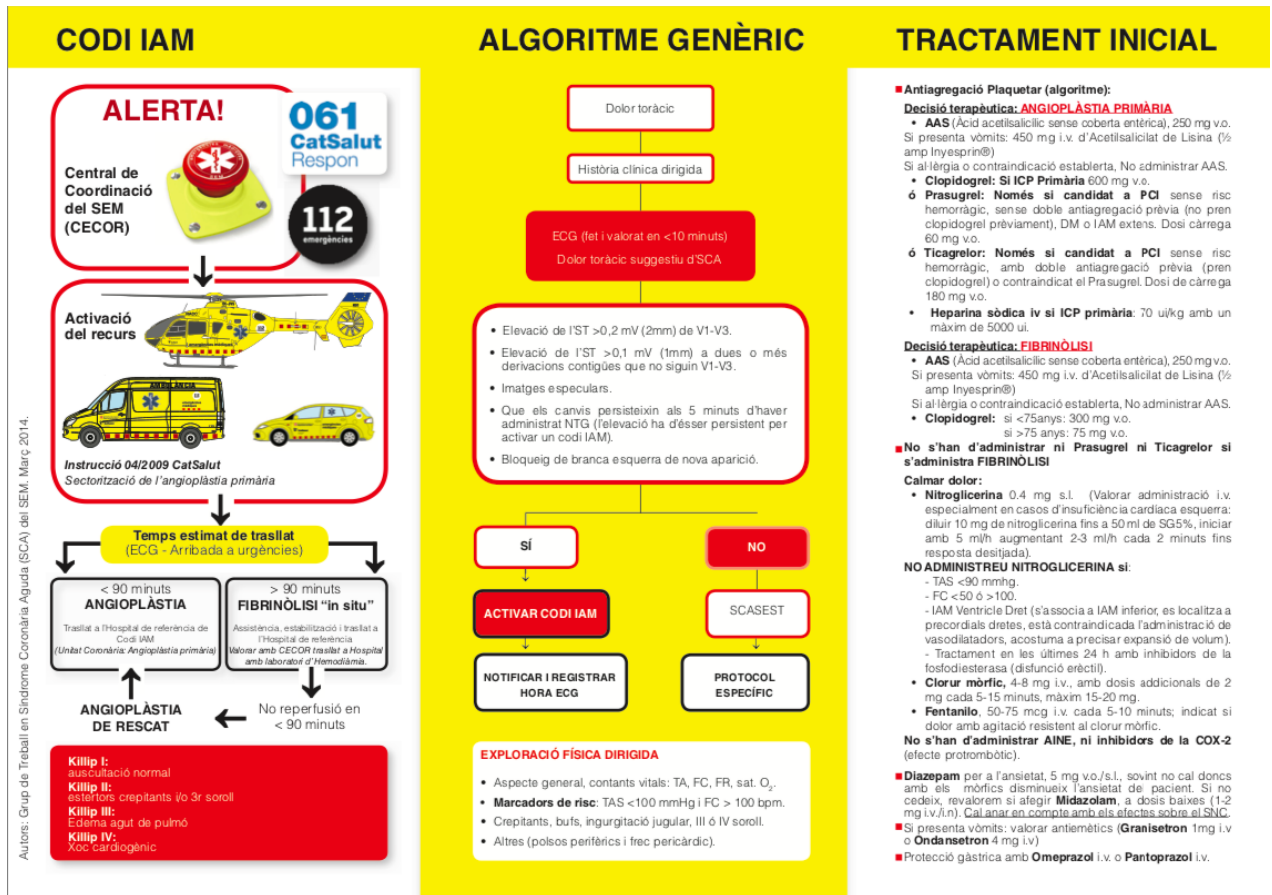 CODI IAM
ALERTA!
061
CatSalut
Respon
Central de
Coordinació
del SEM
(CECOR)
112
emergències
Activació
del recurs
AMBULÀNCIA
Instrucció 04/2009 CatSalut
Sectorització de l'angioplàstia primària
Temps estimat de trasllat
(ECG - Arribada a urgències)
< 90 minuts
ANGIOPLÀSTIA
Trasllat a l'Hospital de referència de
Codi IAM
(Unitat Coronària: Angioplàstia primària)
> 90 minuts
FIBRINÒLISI "in situ"
Assistència, estabilització i trasllat a
l'Hospital de referència
Valorar amb CECOR trasllat a Hospital
amb laboratori d'Hemodiàmia.
ANGIOPLÀSTIA
DE RESCAT
No reperfusió en
< 90 minuts
Killip I:
auscultació normal
Killip II:
estertors crepitants i/o 3r soroll
Killip III:
Edema agut de pulmó
Killip IV:
Xoc cardiogènic
Autors: Grup de Treball en Síndrome Coronària Aguda (SCA) del SEM. Març 2014.
ALGORITME GENÈRIC
Dolor toràcic
Història clínica dirigida
ECG (fet i valorat en <10 minuts)
Dolor toràcic suggestiu d'SCA
• Elevació de l'ST >0,2 mV (2mm) de V1-V3.
• Elevació de l'ST >0,1 mV (1mm) a dues o més
derivacions contigües que no siguin V1-V3.
• Imatges especulars.
• Que els canvis persisteixin als 5 minuts d'haver
administrat NTG (l'elevació ha d'ésser persistent per
activar un codi IAM).
• Bloqueig de branca esquerra de nova aparició.
SÍ
NO
ACTIVAR CODI IAM
SCASEST
NOTIFICAR I REGISTRAR
HORA ECG
PROTOCOL
ESPECÍFIC
EXPLORACIÓ FÍSICA DIRIGIDA
• Aspecte general, contants vitals: TA, FC, FR, sat. O2.
• Marcadors de risc: TAS <100 mmHg i FC > 100 bpm.
• Crepitants, bufs, ingurgitació jugular, III ó IV soroll.
• Altres (polsos perifèrics i frec pericàrdic).
TRACTAMENT INICIAL
■ Antiagregació Plaquetar (algoritme):
Decisió terapèutica: ANGIOPLÀSTIA PRIMÀRIA
• AAS (Àcid acetilsalicílic sense coberta entèrica), 250 mg v.o.
Si presenta vòmits: 450 mg i.v. d'Acetilsalicilat de Lisina (½
amp Inyesprin®)
Si al·lèrgia o contraindicació establerta, No administrar AAS.
• Clopidogrel: Si ICP Primària 600 mg v.o.
ó Prasugrel: Només si candidat a PCI sense risc
hemorràgic, sense doble antiagregació prèvia (no pren
clopidogrel prèviament), DM o IAM extens. Dosi càrrega
60 mg v.o.
ó Ticagrelor: Només si candidat a PCI sense risc
hemorràgic, amb doble antiagregació prèvia (pren
clopidogrel) o contraindicat el Prasugrel. Dosi de càrrega
180 mg v.o.
• Heparina sòdica iv si ICP primària: 70 ui/kg amb un
màxim de 5000 ui.
Decisió terapèutica: FIBRINÒLISI
• AAS (Àcid acetilsalicílic sense coberta entèrica), 250 mg v.o.
Si presenta vòmits: 450 mg i.v. d'Acetilsalicilat de Lisina (½
amp Inyesprin®)
Si al·lèrgia o contraindicació establerta, No administrar AAS.
• Clopidogrel: si <75anys: 300 mg v.o.
si >75 anys: 75 mg v.o.
■ No s'han d'administrar ni Prasugrel ni Ticagrelor si
s'administra FIBRINÒLISI
Calmar dolor:
• Nitroglicerina 0.4 mg s.l. (Valorar administració i.v.
especialment en casos d'insuficiència cardíaca esquerra:
diluir 10 mg de nitroglicerina fins a 50 ml de SG5%, iniciar
amb 5 ml/h augmentant 2-3 ml/h cada 2 minuts fins
resposta desitjada).
NO ADMINISTREU NITROGLICERINA si:
- TAS <90 mmhg.
- FC <50 ó >100.
- IAM Ventricle Dret (s'associa a IAM inferior, es localitza a
precordials dretes, està contraindicada l'administració de
vasodilatadors, acostuma a precisar expansió de volum).
- Tractament en les últimes 24 h amb inhibidors de la
fosfodiesterasa (disfunció erèctil).
• Clorur mòrfic, 4-8 mg i.v., amb dosis addicionals de 2
mg cada 5-15 minuts, màxim 15-20 mg.
• Fentanilo, 50-75 mcg i.v. cada 5-10 minuts; indicat si
dolor amb agitació resistent al clorur mòrfic.
No s'han d'administrar AINE, ni inhibidors de la COX-2
(efecte protrombòtic).
■ Diazepam per a l'ansietat, 5 mg v.o./s.l., sovint no cal doncs
amb els mòrfics disminueix l'ansietat de pacient. Si no
cedeix, revalorem si afegir Midazolam, a dosis baixes (1-2
mg i.v./i.n). Cal anar en compte amb els efectes sobre el SNC.
■ Si presenta vòmits: valorar antiemètics (Granisetron 1mg i.v
o Ondansetron 4 mg i.v)
■ Protecció gàstrica amb Omeprazol i.v. o Pantoprazol i.v.